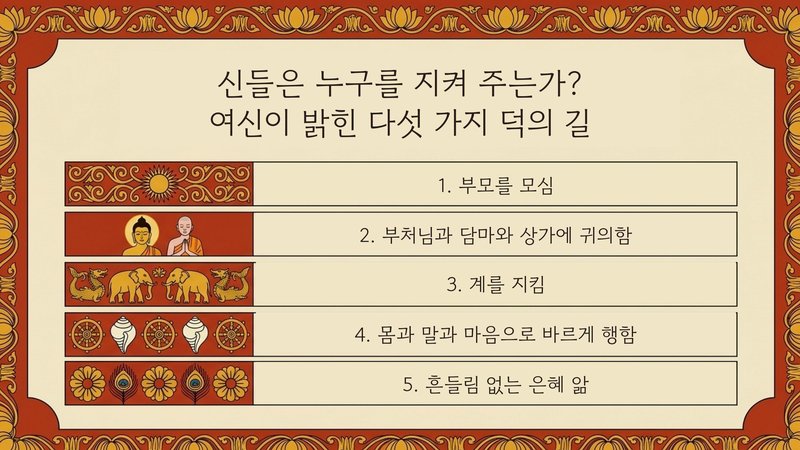 신들은 누구를 지켜 주는가?
여신이 밝힌 다섯 가지 덕의 길
1. 부모를 모심
2. 부처님과 담마와 상가에 귀의함
3. 계를 지킴
4. 몸과 말과 마음으로 바르게 행함
5. 흔들림 없는 은혜 앎